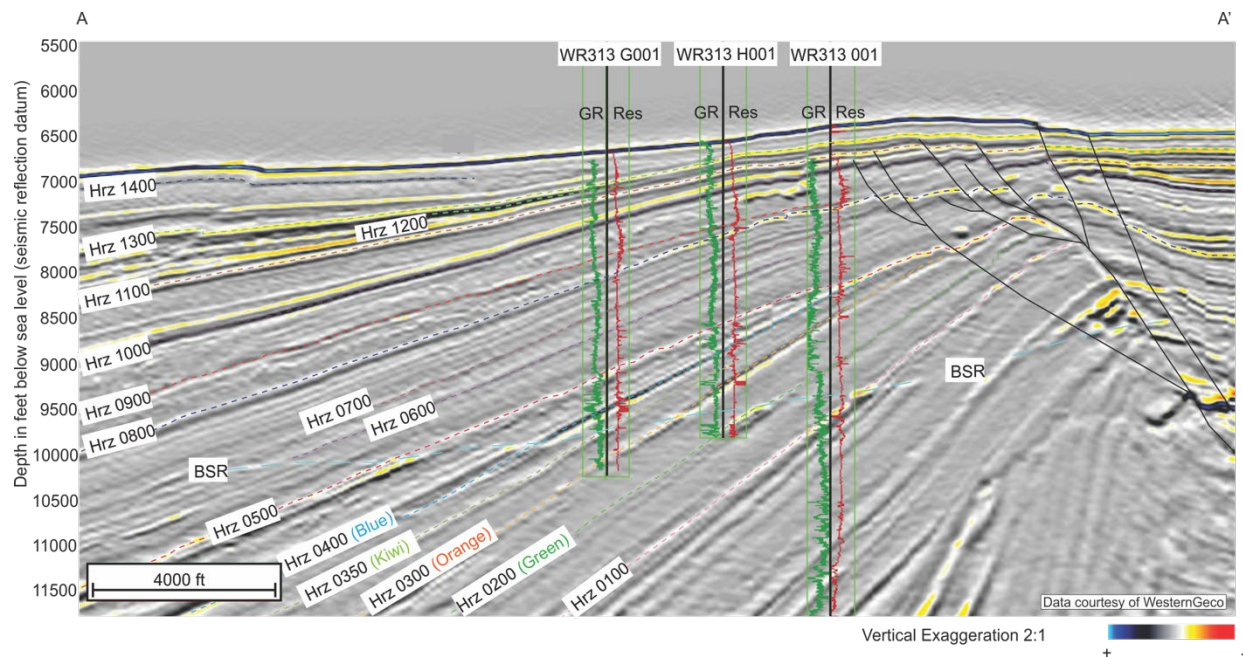 A A'
WR313 G001 WR313 H001 WR313 001
GR Res GR Res GR Res
Depth in feet below sea level (seismic reflection datum)
5500
6000
6500
7000
7500
8000
8500
9000
9500
10000
10500
11000
11500
Hrz 1400
Hrz 1300
Hrz 1200
Hrz 1100
Hrz 1000
Hrz 0900
Hrz 0800
Hrz 0700
Hrz 0600
BSR
BSR
Hrz 0500
Hrz 0400 (Blue)
Hrz 0350 (Kiwi)
Hrz 0300 (Orange)
Hrz 0200 (Green)
Hrz 0100
4000 ft
Data courtesy of WesternGeco
Vertical Exaggeration 2:1
+ -